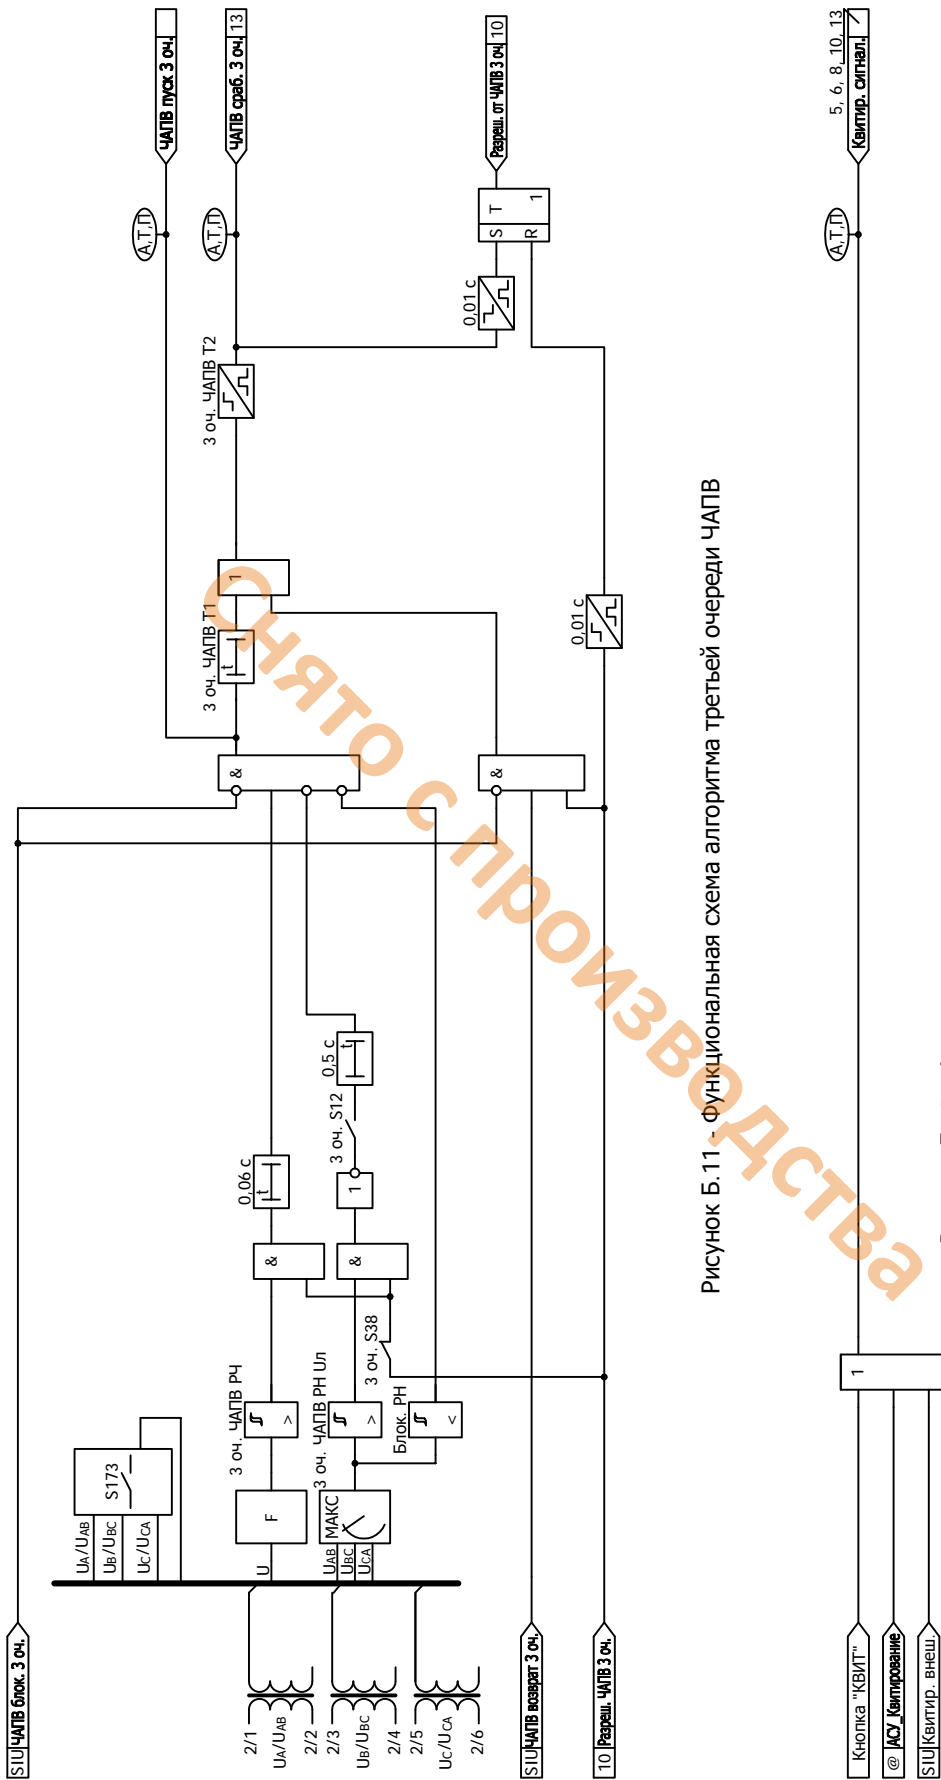 SIU ЧАПВ блок. 3 оч.
UA/UAB
UB/UBC
UC/UCA
S173
ЧАПВ пуск 3 оч.
А,Т,П
ЧАПВ сраб. 3 оч. 13
А,Т,П
2/1
UA/UAB
2/2
2/3
UB/UBC
2/4
2/5
UC/UCA
2/6
U
F
3 оч. ЧАПВ РЧ
>
&
0,06 с
t
&
3 оч. ЧАПВ Т1
t
1
3 оч. ЧАПВ Т2
UAB
UBC
UCA
МАКС
3 оч. ЧАПВ РН Uл
>
3 оч. S38
&
1
3 оч. S12
0,5 с
t
Блок. РН
<
SIU ЧАПВ возврат 3 оч.
&
0,01 с
S
R
T
1
Разреш. от ЧАПВ 3 оч. 10
10 Разреш. ЧАПВ 3 оч.
0,01 с
Рисунок Б.11 - Функциональная схема алгоритма третьей очереди ЧАПВ
Кнопка "КВИТ"
@ АСУ_Квитирование
SIU Квитир. внеш.
1
А,Т,П
5, 6, 8, 10, 13
Квитир. сигнал.
Снято с производства